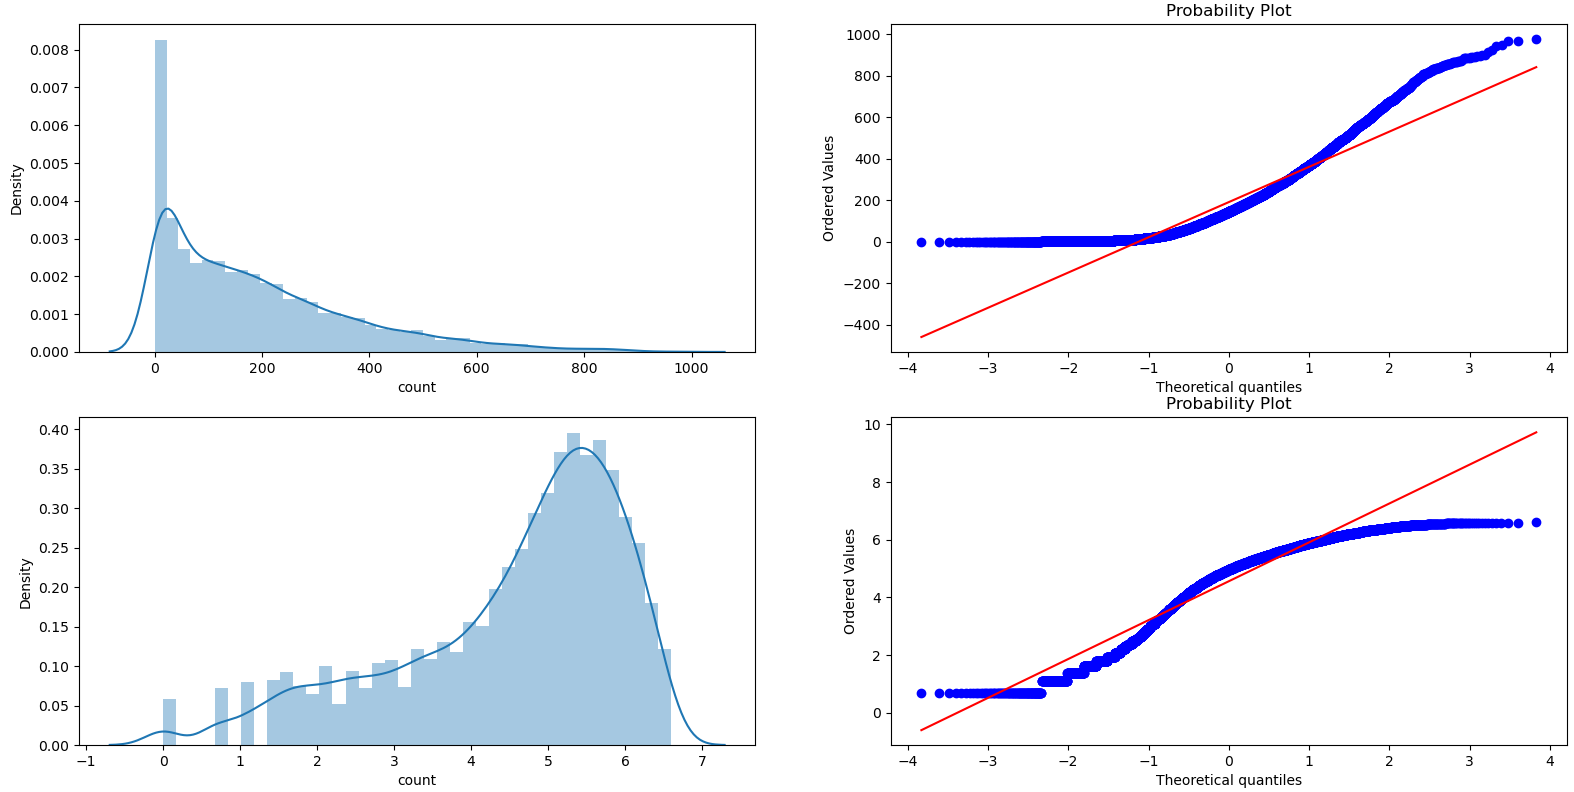 0.008
0.007
0.006
0.005
0.004
0.003
0.002
0.001
0.000
Density
0 200 400 600 800 1000
count
Probability Plot
1000
800
600
400
200
0
−200
−400
Ordered Values
−4 −3 −2 −1 0 1 2 3 4
Theoretical quantiles
0.40
0.35
0.30
0.25
0.20
0.15
0.10
0.05
0.00
Density
−1 0 1 2 3 4 5 6 7
count
Probability Plot
10
8
6
4
2
0
Ordered Values
−4 −3 −2 −1 0 1 2 3 4
Theoretical quantiles